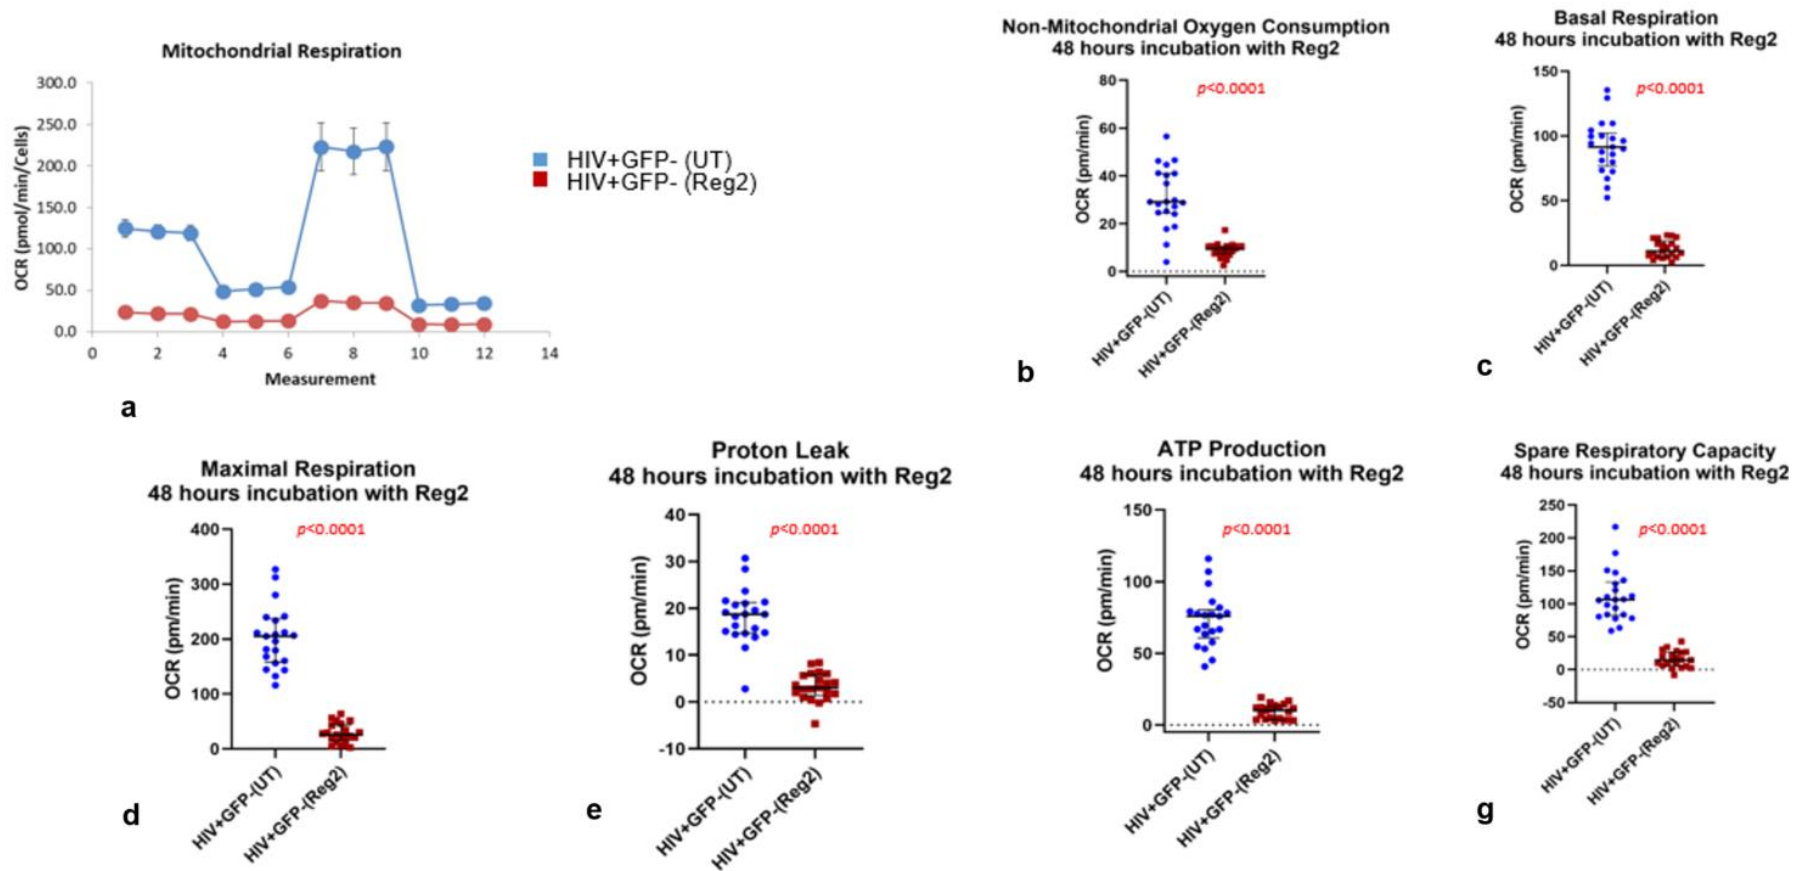 Mitochondrial Respiration
300.0
250.0
200.0
150.0
100.0
50.0
0.0
OCR (pmol/min/Cells)
0 2 4 6 8 10 12 14
Measurement
HIV+GFP- (UT)
HIV+GFP- (Reg2)
a
Non-Mitochondrial Oxygen Consumption
48 hours incubation with Reg2
p<0.0001
80
60
40
20
0
OCR (pm/min)
HIV+GFP-(UT)
HIV+GFP-(Reg2)
b
Basal Respiration
48 hours incubation with Reg2
p<0.0001
150
100
50
0
OCR (pm/min)
HIV+GFP-(UT)
HIV+GFP-(Reg2)
c
Maximal Respiration
48 hours incubation with Reg2
p<0.0001
400
300
200
100
0
OCR (pm/min)
HIV+GFP-(UT)
HIV+GFP-(Reg2)
d
Proton Leak
48 hours incubation with Reg2
p<0.0001
40
30
20
10
0
-10
OCR (pm/min)
HIV+GFP-(UT)
HIV+GFP-(Reg2)
e
ATP Production
48 hours incubation with Reg2
p<0.0001
150
100
50
0
OCR (pm/min)
HIV+GFP-(UT)
HIV+GFP-(Reg2)
Spare Respiratory Capacity
48 hours incubation with Reg2
p<0.0001
250
200
150
100
50
0
-50
OCR (pm/min)
HIV+GFP-(UT)
HIV+GFP-(Reg2)
g